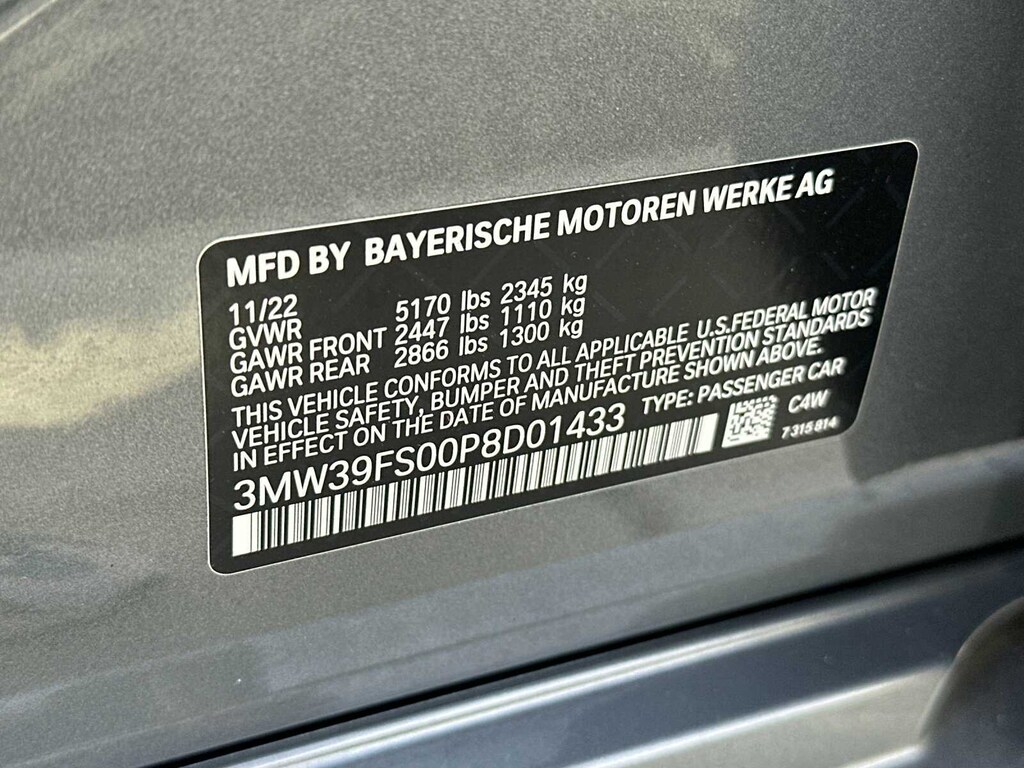 MFD BY BAYERISCHE MOTOREN WERKE AG
11/22
GVWR 5170 lbs 2345 kg
GAWR FRONT 2447 lbs 1110 kg
GAWR REAR 2866 lbs 1300 kg
THIS VEHICLE CONFORMS TO ALL APPLICABLE U.S.FEDERAL MOTOR
VEHICLE SAFETY, BUMPER AND THEFT PREVENTION STANDARDS
IN EFFECT ON THE DATE OF MANUFACTURE SHOWN ABOVE.
3MW39FS00P8D01433 TYPE: PASSENGER CAR
C4W
7 315 814